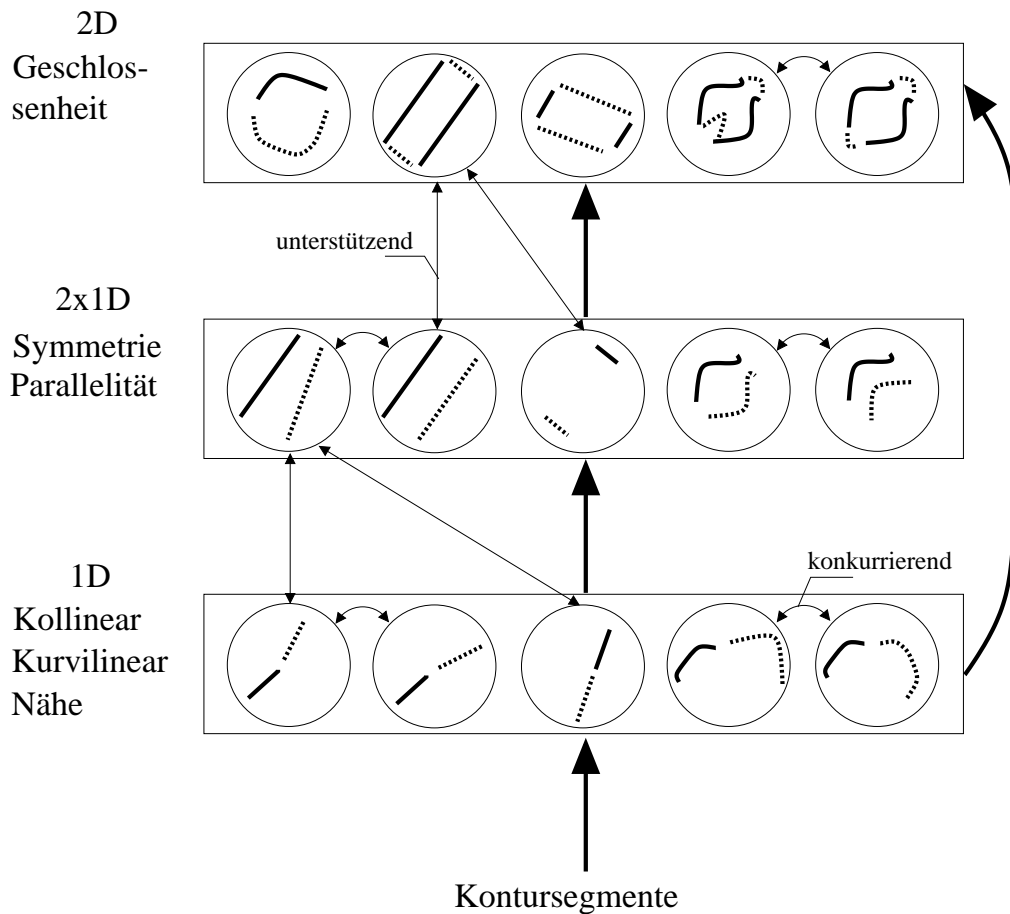 2D
Geschlos-
senheit
unterstützend
2x1D
Symmetrie
Parallelität
konkurrierend
1D
Kollinear
Kurvilinear
Nähe
Kontursegmente